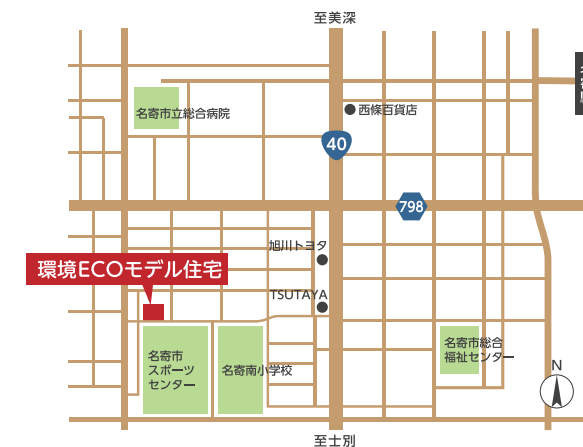 至美深
名寄市立総合病院
西條百貨店
40
798
旭川トヨタ
環境ECOモデル住宅
TSUTAYA
名寄市
スポーツ
センター
名寄南小学校
名寄市総合
福祉センター
N
至士別